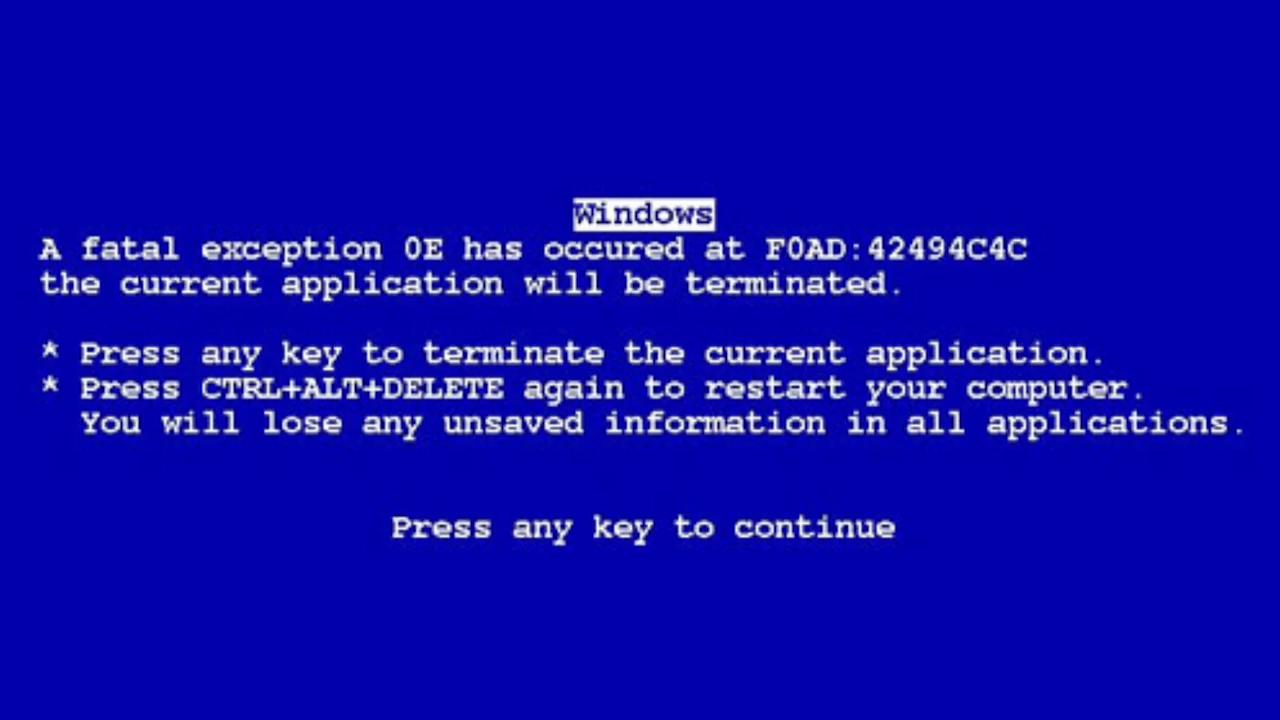 Windows
A fatal exception 0E has occured at F0AD:42494C4C
the current application will be terminated.
* Press any key to terminate the current application.
* Press CTRL+ALT+DELETE again to restart your computer.
You will lose any unsaved information in all applications.
Press any key to continue